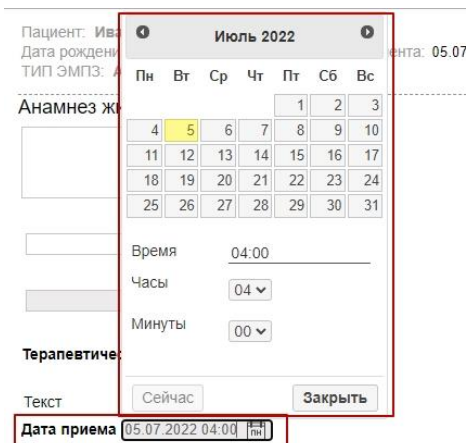 Пациент: Ива
Июль 2022
Дата рождени
ента: 05.07
ТИП ЭМПЗ: А
Пн Вт Ср Чт Пт Сб Вс
Анамнез жи
1 2 3
4 5 6 7 8 9 10
11 12 13 14 15 16 17
18 19 20 21 22 23 24
25 26 27 28 29 30 31
Время 04:00
Часы 04
Минуты 00
Терапевтичес
Сейчас Закрыть
Текст
Дата приема 05.07.2022 04:00 ПН